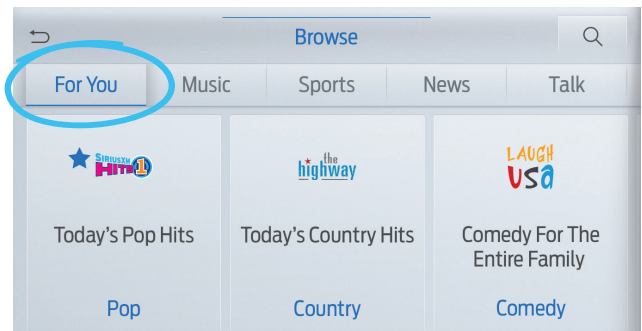 Browse
For You
Music
Sports
News
Talk
SIRIUSXM
HITS 1
the
highway
LAUGH
USa
Today's Pop Hits
Today's Country Hits
Comedy For The
Entire Family
Pop
Country
Comedy